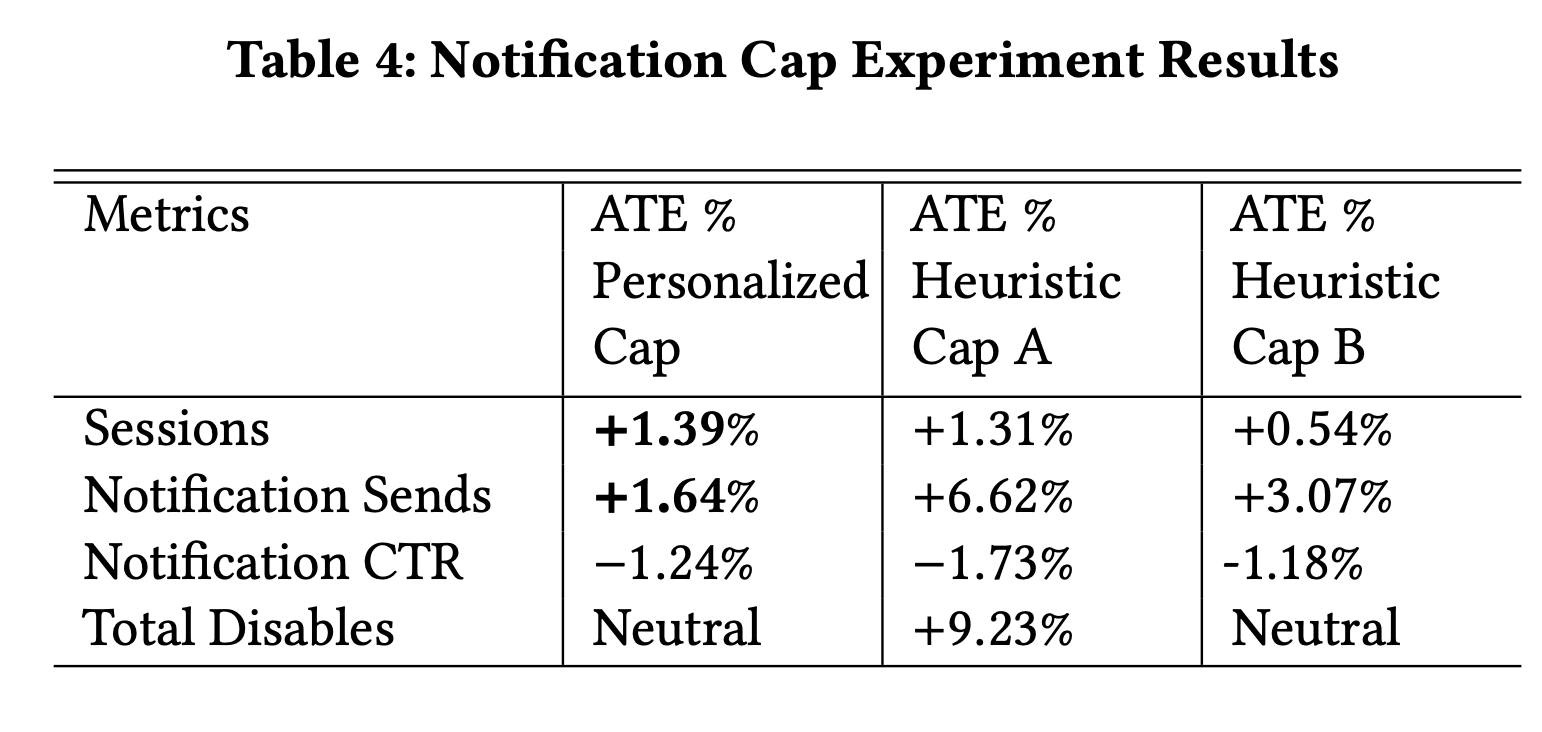 Table 4: Notification Cap Experiment Results
Metrics ATE % ATE % ATE %
Personalized Heuristic Heuristic
Cap Cap A Cap B
Sessions +1.39% +1.31% +0.54%
Notification Sends +1.64% +6.62% +3.07%
Notification CTR −1.24% −1.73% -1.18%
Total Disables Neutral +9.23% Neutral